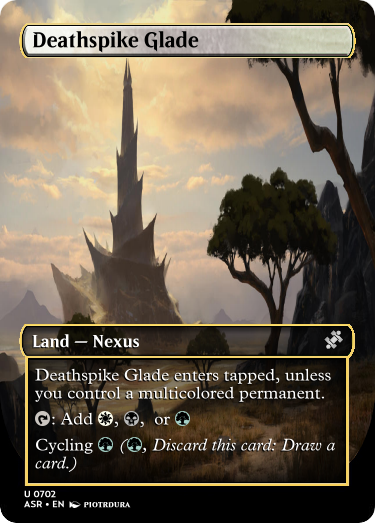 Deathspike Glade
Land — Nexus
Deathspike Glade enters tapped, unless
you control a multicolored permanent.
: Add , , or
Cycling (, Discard this card: Draw a
card.)
U 0702
ASR • EN PIOTRDURA